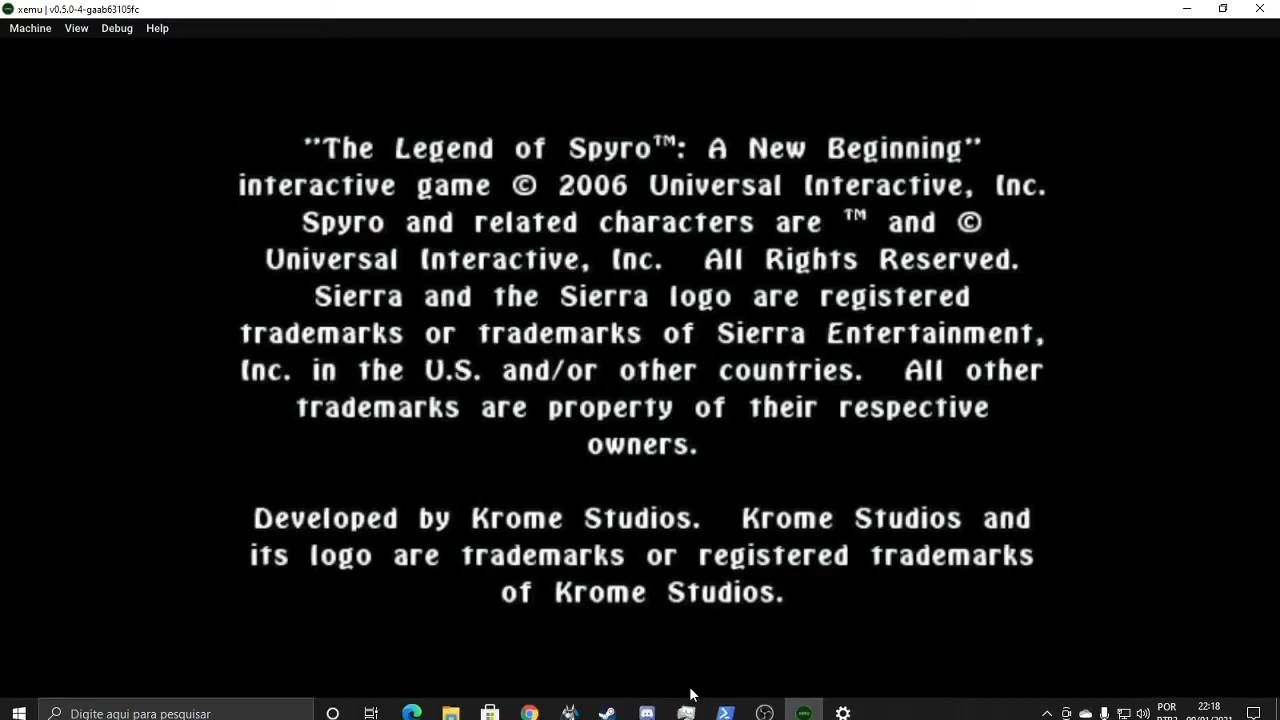 xemu | v0.5.0-4-gaab63105fc
Machine View Debug Help
"The Legend of Spyro™: A New Beginning"
interactive game © 2006 Universal Interactive, Inc.
Spyro and related characters are ™ and ©
Universal Interactive, Inc. All Rights Reserved.
Sierra and the Sierra logo are registered
trademarks or trademarks of Sierra Entertainment,
Inc. in the U.S. and/or other countries. All other
trademarks are property of their respective
owners.
Developed by Krome Studios. Krome Studios and
its logo are trademarks or registered trademarks
of Krome Studios.
Digite aqui para pesquisar
POR
22:18